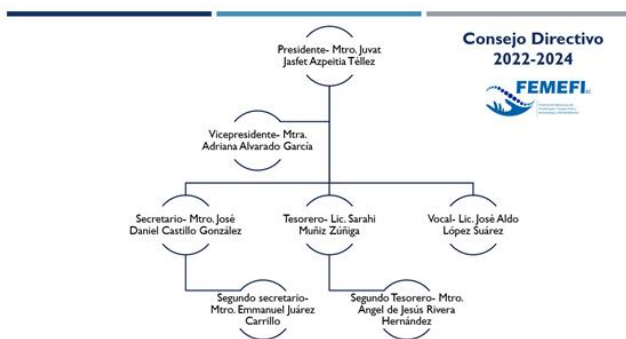 Consejo Directivo
2022-2024
FEMEFI
Presidente- Mtro. Juvat
Jasfet Azpeitia Téllez
Vicepresidente- Mtra.
Adriana Alvarado García
Secretario- Mtro. José
Daniel Castillo González
Tesorero- Lic. Sarahi
Muñiz Zúñiga
Vocal- Lic. José Aldo
López Suárez
Segundo secretario-
Mtro. Emmanuel Juárez
Carrillo
Segundo Tesorero- Mtro.
Ángel de Jesús Rivera
Hernández